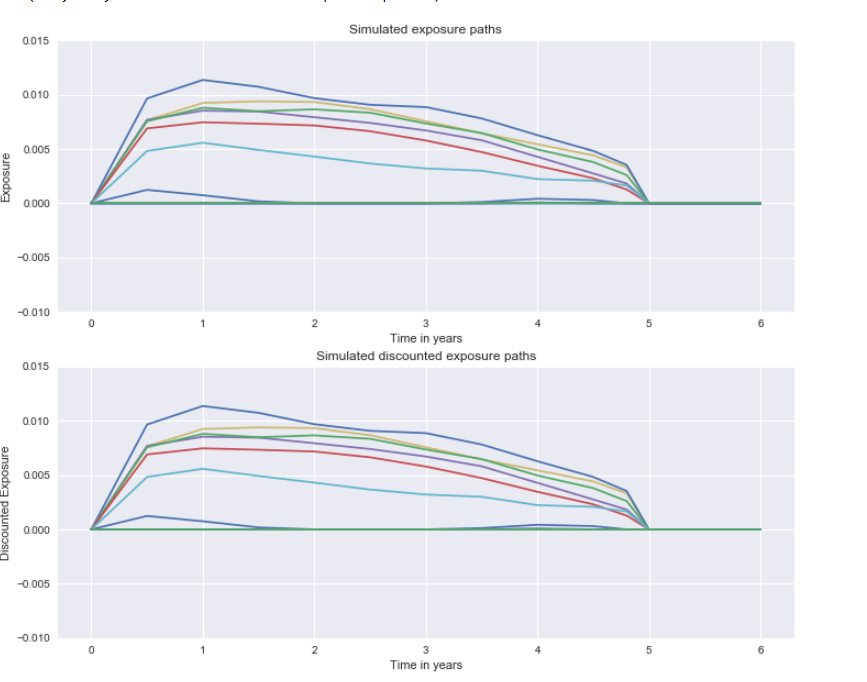 Simulated exposure paths
0.015
0.010
0.005
0.000
−0.005
−0.010
Exposure
0 1 2 3 4 5 6
Time in years
Simulated discounted exposure paths
0.015
0.010
0.005
0.000
−0.005
−0.010
Discounted Exposure
0 1 2 3 4 5 6
Time in years